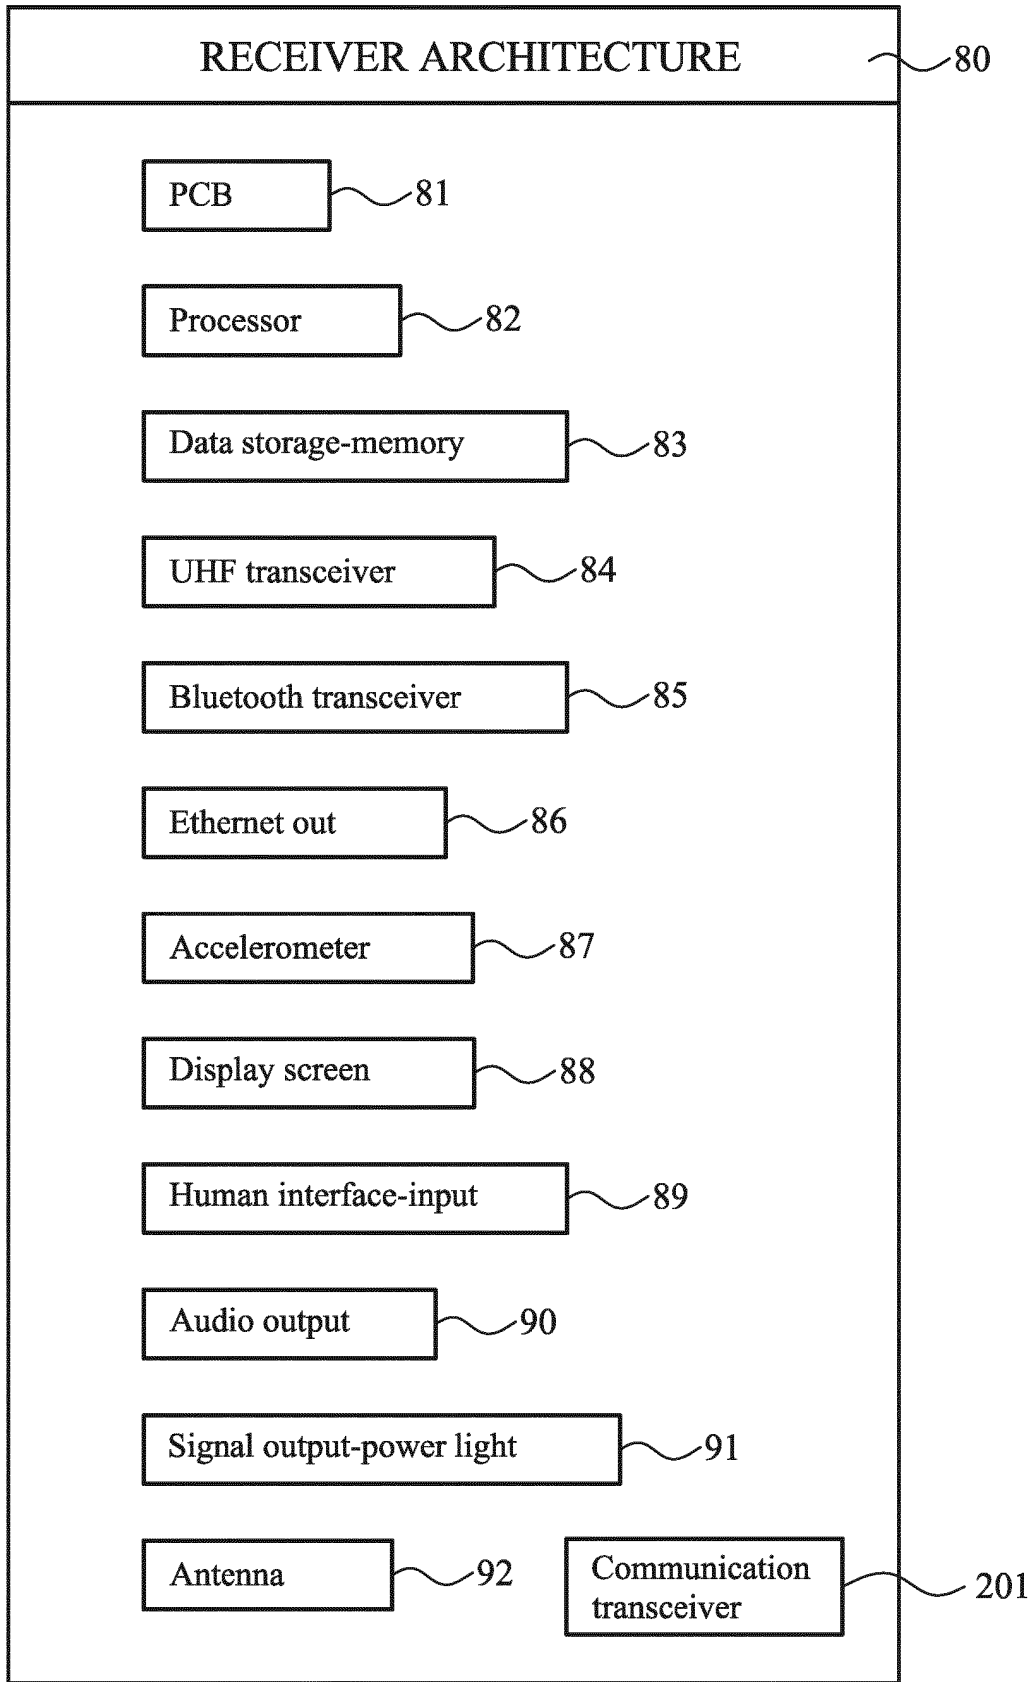 RECEIVER ARCHITECTURE 80
PCB 81
Processor 82
Data storage-memory 83
UHF transceiver 84
Bluetooth transceiver 85
Ethernet out 86
Accelerometer 87
Display screen 88
Human interface-input 89
Audio output 90
Signal output-power light 91
Antenna 92
Communication
transceiver 201